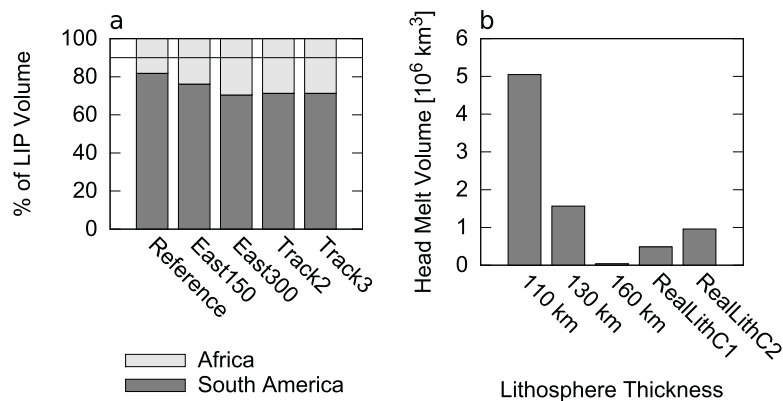 a
% of LIP Volume
100
80
60
40
20
0
Reference
East150
East300
Track2
Track3
Africa
South America
b
Head Melt Volume [10⁶ km³]
6
5
4
3
2
1
0
110 km
130 km
160 km
RealLithC1
RealLithC2
Lithosphere Thickness